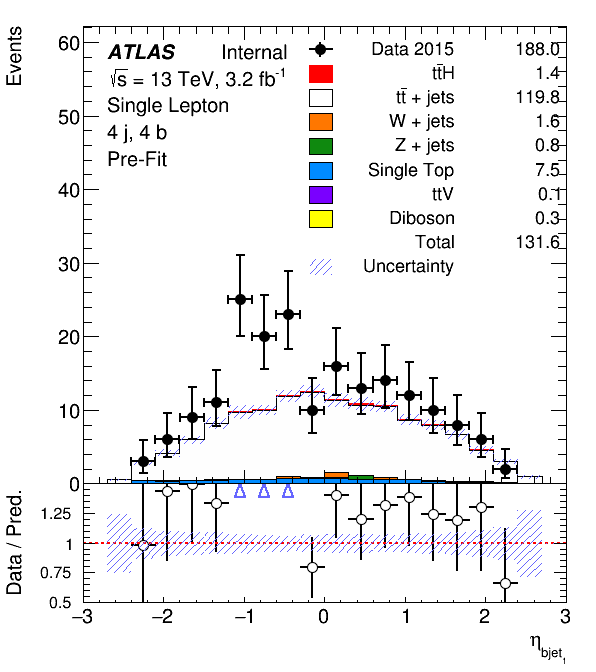 Events
60
50
40
30
20
10
0
ATLAS Internal
√s = 13 TeV, 3.2 fb⁻¹
Single Lepton
4 j, 4 b
Pre-Fit
Data 2015 188.0
tt̄H 1.4
tt̄ + jets 119.8
W + jets 1.6
Z + jets 0.8
Single Top 7.5
ttV 0.1
Diboson 0.3
Total 131.6
Uncertainty
Data / Pred.
1.25
1
0.75
0.5
−3 −2 −1 0 1 2 3
η_bjet₁